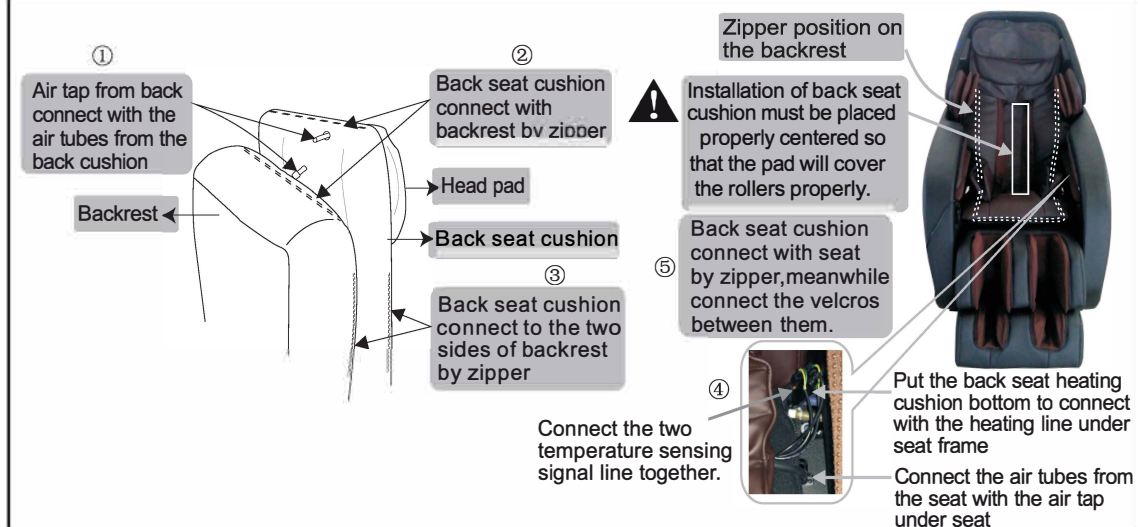 ①
Air tap from back
connect with the
air tubes from the
back cushion
Backrest
②
Back seat cushion
connect with
backrest by zipper
Head pad
Back seat cushion
③
Back seat cushion
connect to the two
sides of backrest
by zipper
Zipper position on
the backrest
Installation of back seat
cushion must be placed
properly centered so
that the pad will cover
the rollers properly.
⑤
Back seat cushion
connect with seat
by zipper,meanwhile
connect the velcros
between them.
④
Connect the two
temperature sensing
signal line together.
Put the back seat heating
cushion bottom to connect
with the heating line under
seat frame
Connect the air tubes from
the seat with the air tap
under seat